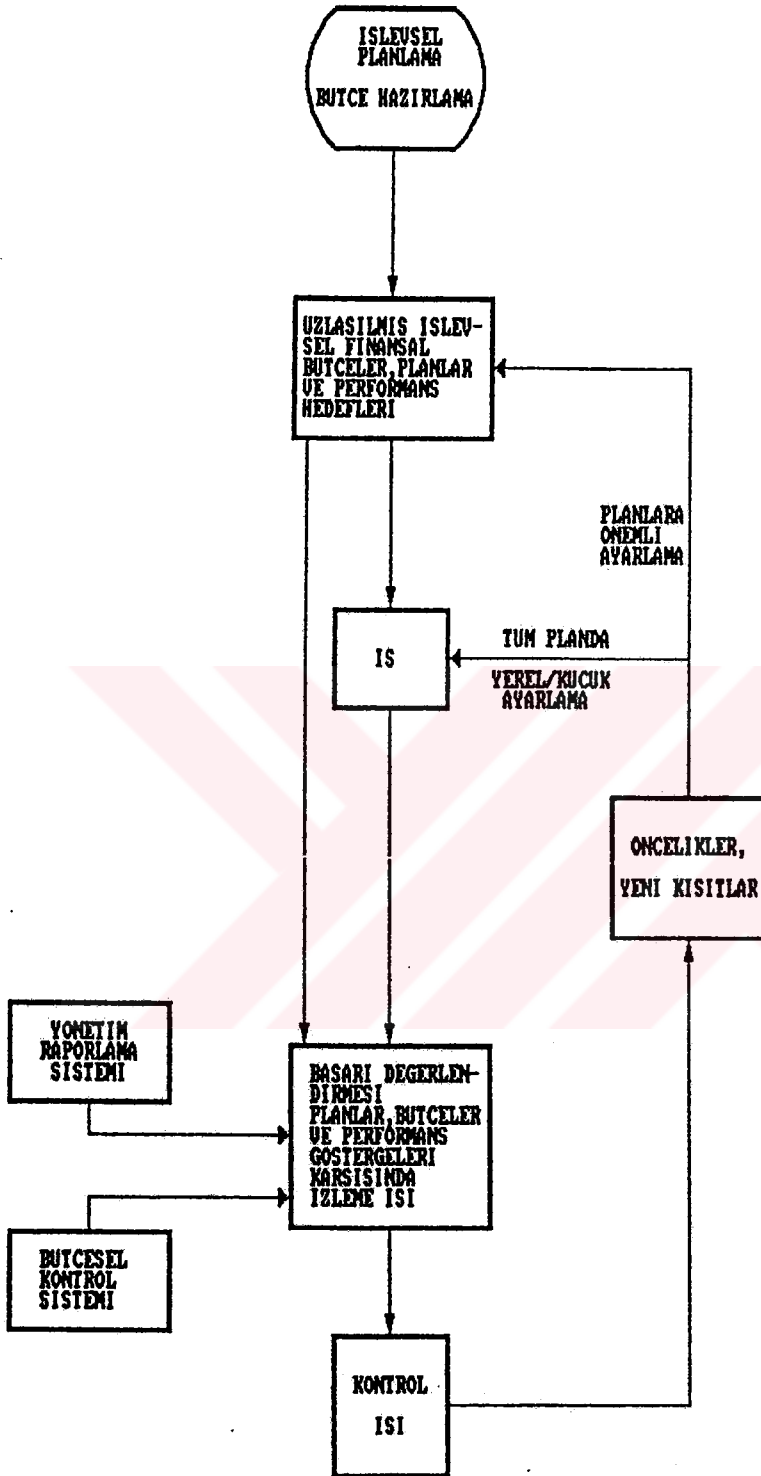 ISLEVSEL
PLANLAMA
BUTCE HAZIRLAMA
UZLASILMIS ISLEV-
SEL FINANSAL
BUTCELER,PLANLAR
VE PERFORMANS
HEDEFLERI
PLANLARA
ONEMLI
AYARLAMA
IS
TUM PLANDA
YEREL/KUCUK
AYARLAMA
ONCELIKLER,
YENI KISITLAR
YONETIM
RAPORLAMA
SISTEMI
BASARI DEGERLEN-
DIRMESI
PLANLAR,BUTCELER
VE PERFORMANS
GOSTERGELERI
KARSISINDA
IZLEME ISI
BUTCESEL
KONTROL
SISTEMI
KONTROL
ISI